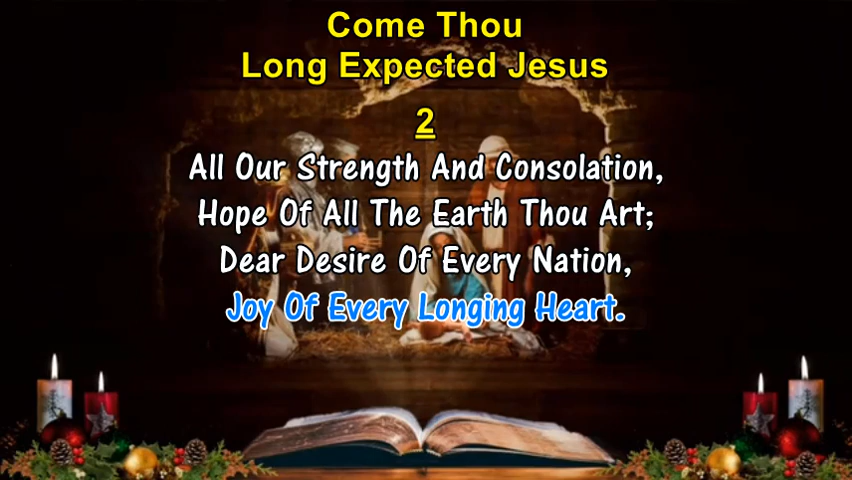 Come Thou
Long Expected Jesus
2
All Our Strength And Consolation,
Hope Of All The Earth Thou Art;
Dear Desire Of Every Nation,
Joy Of Every Longing Heart.